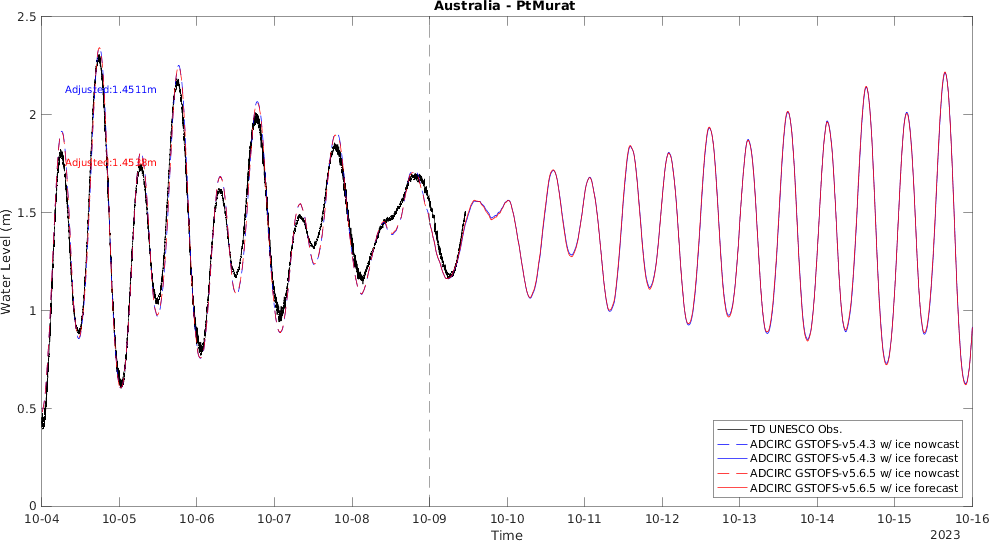 Australia - PtMurat
2.5
2
1.5
1
0.5
0
Water Level (m)
Adjusted:1.4511m
10-04
10-05
10-06
10-07
10-08
10-09
10-10
10-11
10-12
10-13
10-14
10-15
10-16
Time
2023
TD UNESCO Obs.
ADCIRC GSTOFS-v5.4.3 w/ ice nowcast
ADCIRC GSTOFS-v5.4.3 w/ ice forecast
ADCIRC GSTOFS-v5.6.5 w/ ice nowcast
ADCIRC GSTOFS-v5.6.5 w/ ice forecast